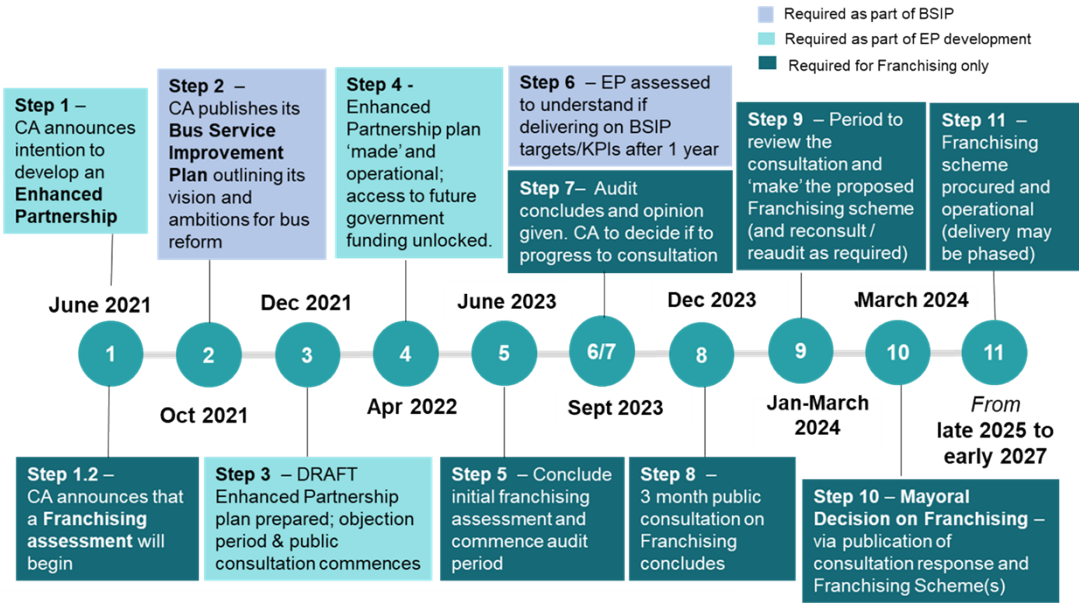 Required as part of BSIP
Required as part of EP development
Required for Franchising only
Step 1 –
CA announces
intention to
develop an
Enhanced
Partnership
Step 2 –
CA publishes its
Bus Service
Improvement
Plan outlining its
vision and
ambitions for bus
reform
Step 4 -
Enhanced
Partnership plan
‘made’ and
operational;
access to future
government
funding unlocked.
Step 6 – EP assessed
to understand if
delivering on BSIP
targets/KPIs after 1 year
Step 7– Audit
concludes and opinion
given. CA to decide if to
progress to consultation
Step 9 – Period to
review the
consultation and
‘make’ the proposed
Franchising scheme
(and reconsult /
reaudit as required)
Step 11 –
Franchising
scheme
procured and
operational
(delivery may
be phased)
June 2021
Dec 2021
June 2023
Dec 2023
March 2024
1
2
3
4
5
6/7
8
9
10
11
Oct 2021
Apr 2022
Sept 2023
Jan-March
2024
From
late 2025 to
early 2027
Step 1.2 –
CA announces that
a Franchising
assessment will
begin
Step 3 – DRAFT
Enhanced Partnership
plan prepared; objection
period & public
consultation commences
Step 5 – Conclude
initial franchising
assessment and
commence audit
period
Step 8 –
3 month public
consultation on
Franchising
concludes
Step 10 – Mayoral
Decision on Franchising –
via publication of
consultation response and
Franchising Scheme(s)